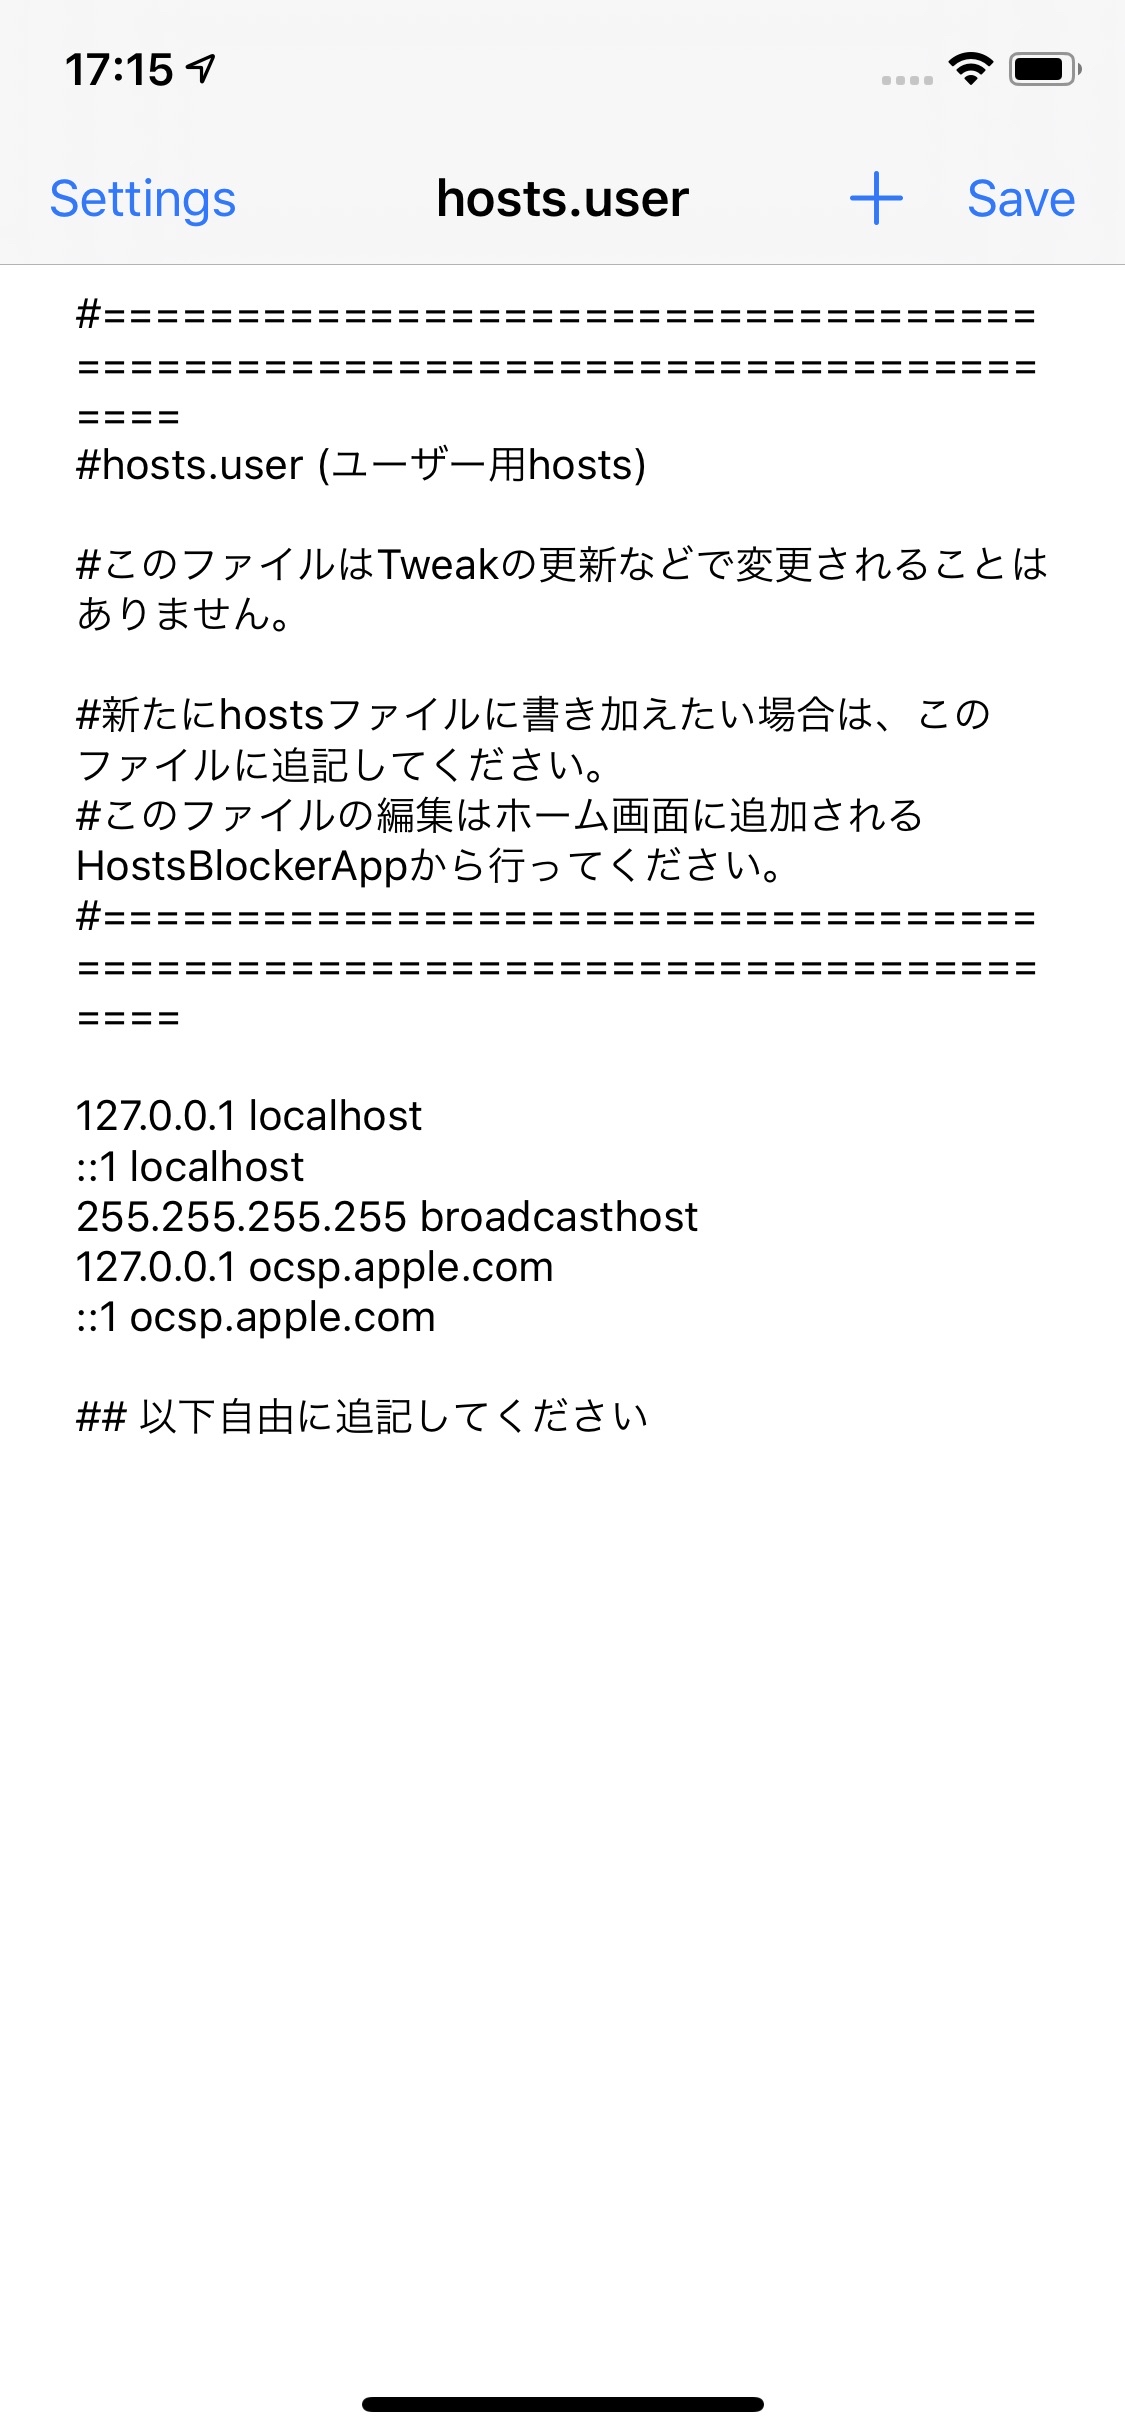 17:15
Settings
hosts.user
+
Save
#===================================
====================================
====
#hosts.user (ユーザー用hosts)
#このファイルはTweakの更新などで変更されることは
ありません。
#新たにhostsファイルに書き加えたい場合は、この
ファイルに追記してください。
#このファイルの編集はホーム画面に追加される
HostsBlockerAppから行ってください。
#===================================
====================================
====
127.0.0.1 localhost
::1 localhost
255.255.255.255 broadcasthost
127.0.0.1 ocsp.apple.com
::1 ocsp.apple.com
## 以下自由に追記してください